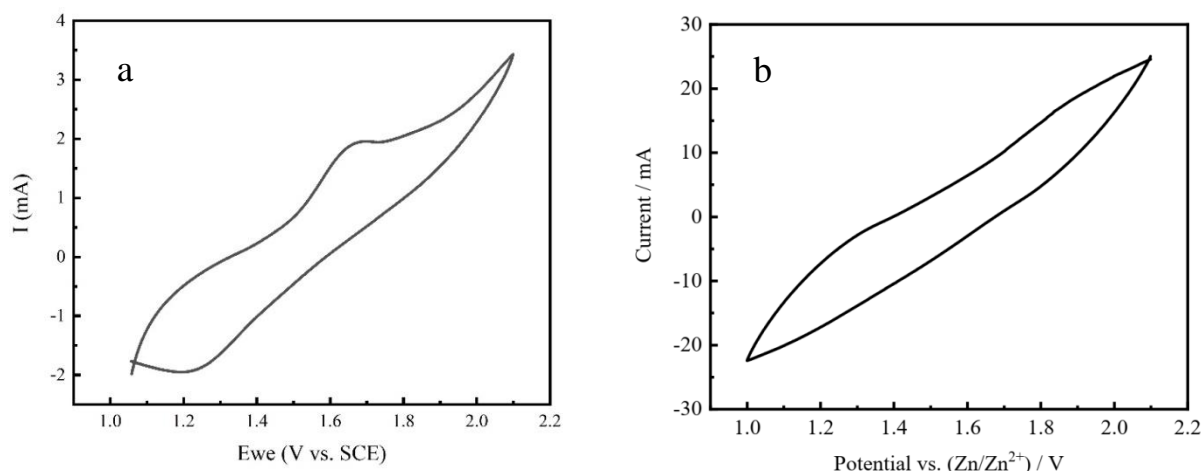 a
4
3
2
1
0
-1
-2
I (mA)
1.0 1.2 1.4 1.6 1.8 2.0 2.2
Ewe (V vs. SCE)
b
30
20
10
0
-10
-20
-30
Current / mA
1.0 1.2 1.4 1.6 1.8 2.0 2.2
Potential vs. (Zn/Zn²⁺) / V